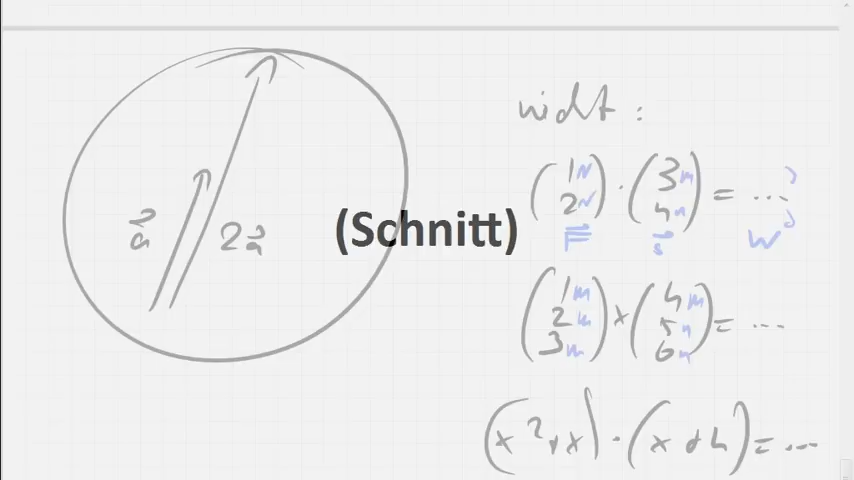 a⃗
2a⃗
(Schnitt)
nicht :
(1N 2N) · (3m 4m) = ... J
F⃗ s⃗ W
(1m 2m 3m) × (4m 5m 6m) = ...
(x²+x) · (x+4) = ...